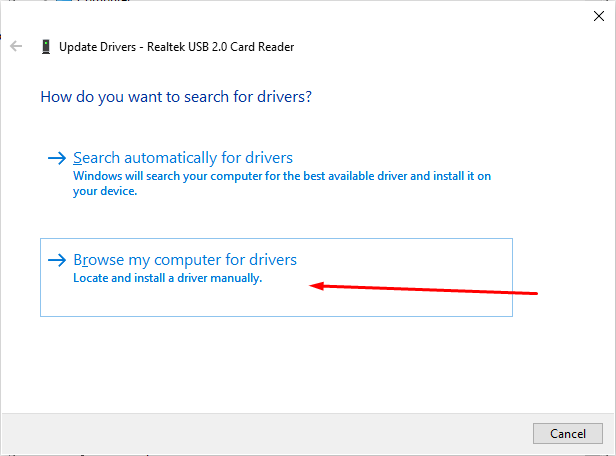 Computer
Update Drivers - Realtek USB 2.0 Card Reader
How do you want to search for drivers?
Search automatically for drivers
Windows will search your computer for the best available driver and install it on
your device.
Browse my computer for drivers
Locate and install a driver manually.
Cancel